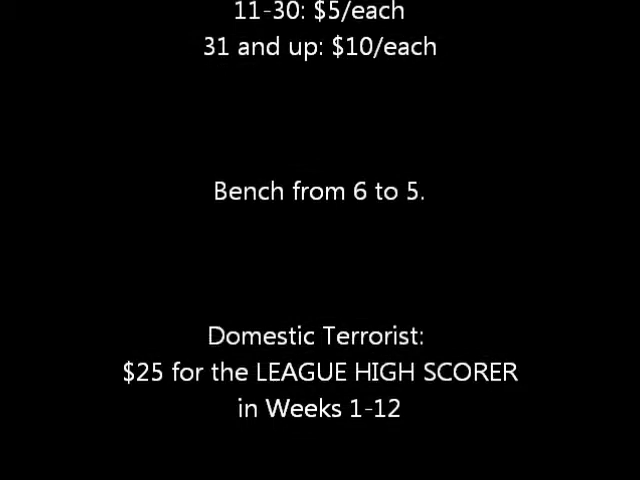 11-30: $5/each
31 and up: $10/each
Bench from 6 to 5.
Domestic Terrorist:
$25 for the LEAGUE HIGH SCORER
in Weeks 1-12